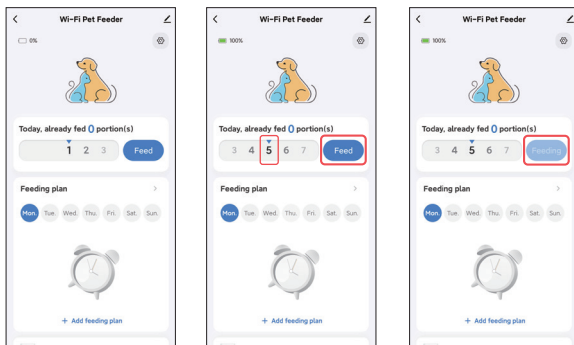 Wi-Fi Pet Feeder
0%
Today, already fed 0 portion(s)
1 2 3 Feed
Feeding plan
Mon. Tue. Wed. Thu. Fri. Sat. Sun.
+ Add feeding plan
Wi-Fi Pet Feeder
100%
Today, already fed 0 portion(s)
3 4 5 6 7 Feed
Feeding plan
Mon. Tue. Wed. Thu. Fri. Sat. Sun.
+ Add feeding plan
Wi-Fi Pet Feeder
100%
Today, already fed 0 portion(s)
3 4 5 6 7 Feeding
Feeding plan
Mon. Tue. Wed. Thu. Fri. Sat. Sun.
+ Add feeding plan